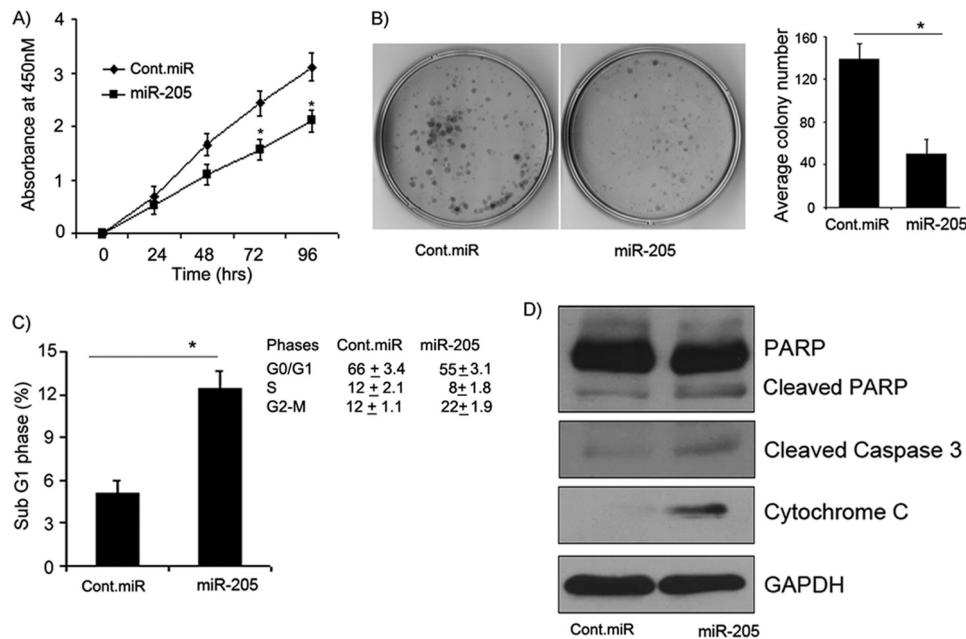 A)
Absorbance at 450nM
4
3
2
1
0
Cont.miR
miR-205
*
*
0 24 48 72 96
Time (hrs)
B)
Cont.miR miR-205
Average colony number
160
120
80
40
0
*
Cont.miR miR-205
C)
Sub G1 phase (%)
15
12
9
6
3
0
*
Cont.miR miR-205
Phases Cont.miR miR-205
G0/G1 66 ± 3.4 55 ± 3.1
S 12 ± 2.1 8 ± 1.8
G2-M 12 ± 1.1 22 ± 1.9
D)
PARP
Cleaved PARP
Cleaved Caspase 3
Cytochrome C
GAPDH
Cont.miR miR-205